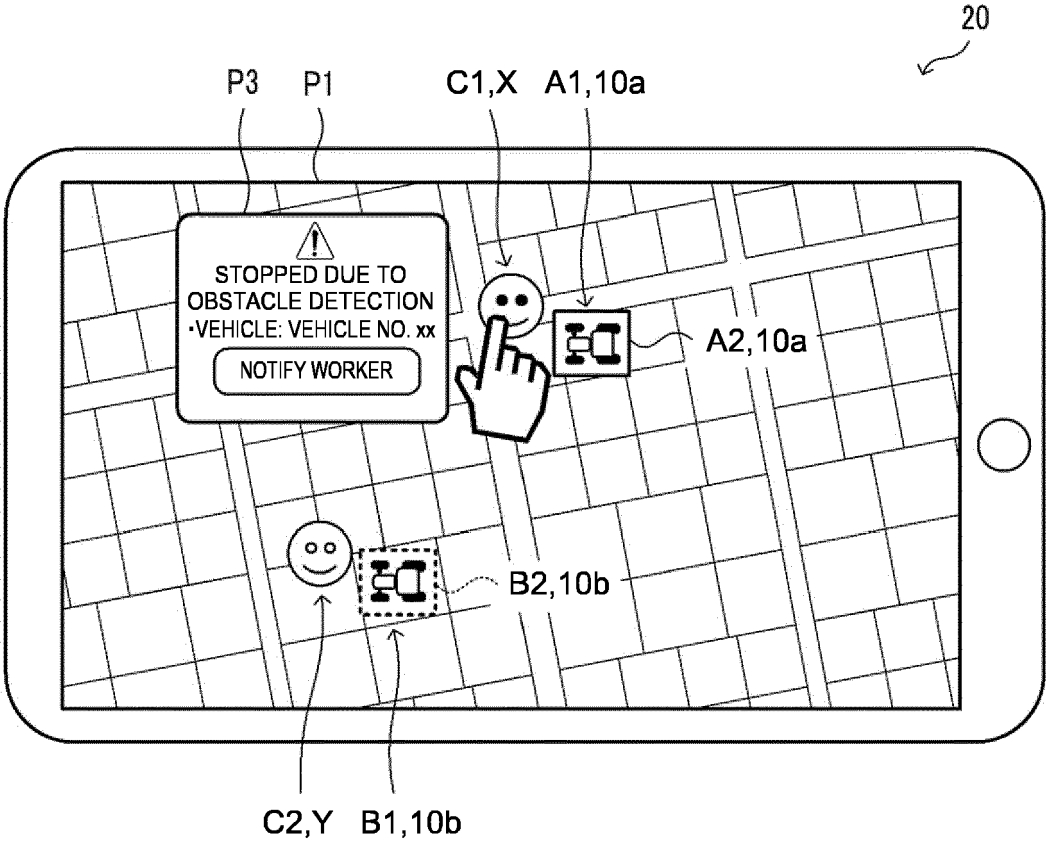 20
P3 P1 C1,X A1,10a
!
STOPPED DUE TO
OBSTACLE DETECTION
·VEHICLE: VEHICLE NO. xx
NOTIFY WORKER
A2,10a
B2,10b
C2,Y B1,10b